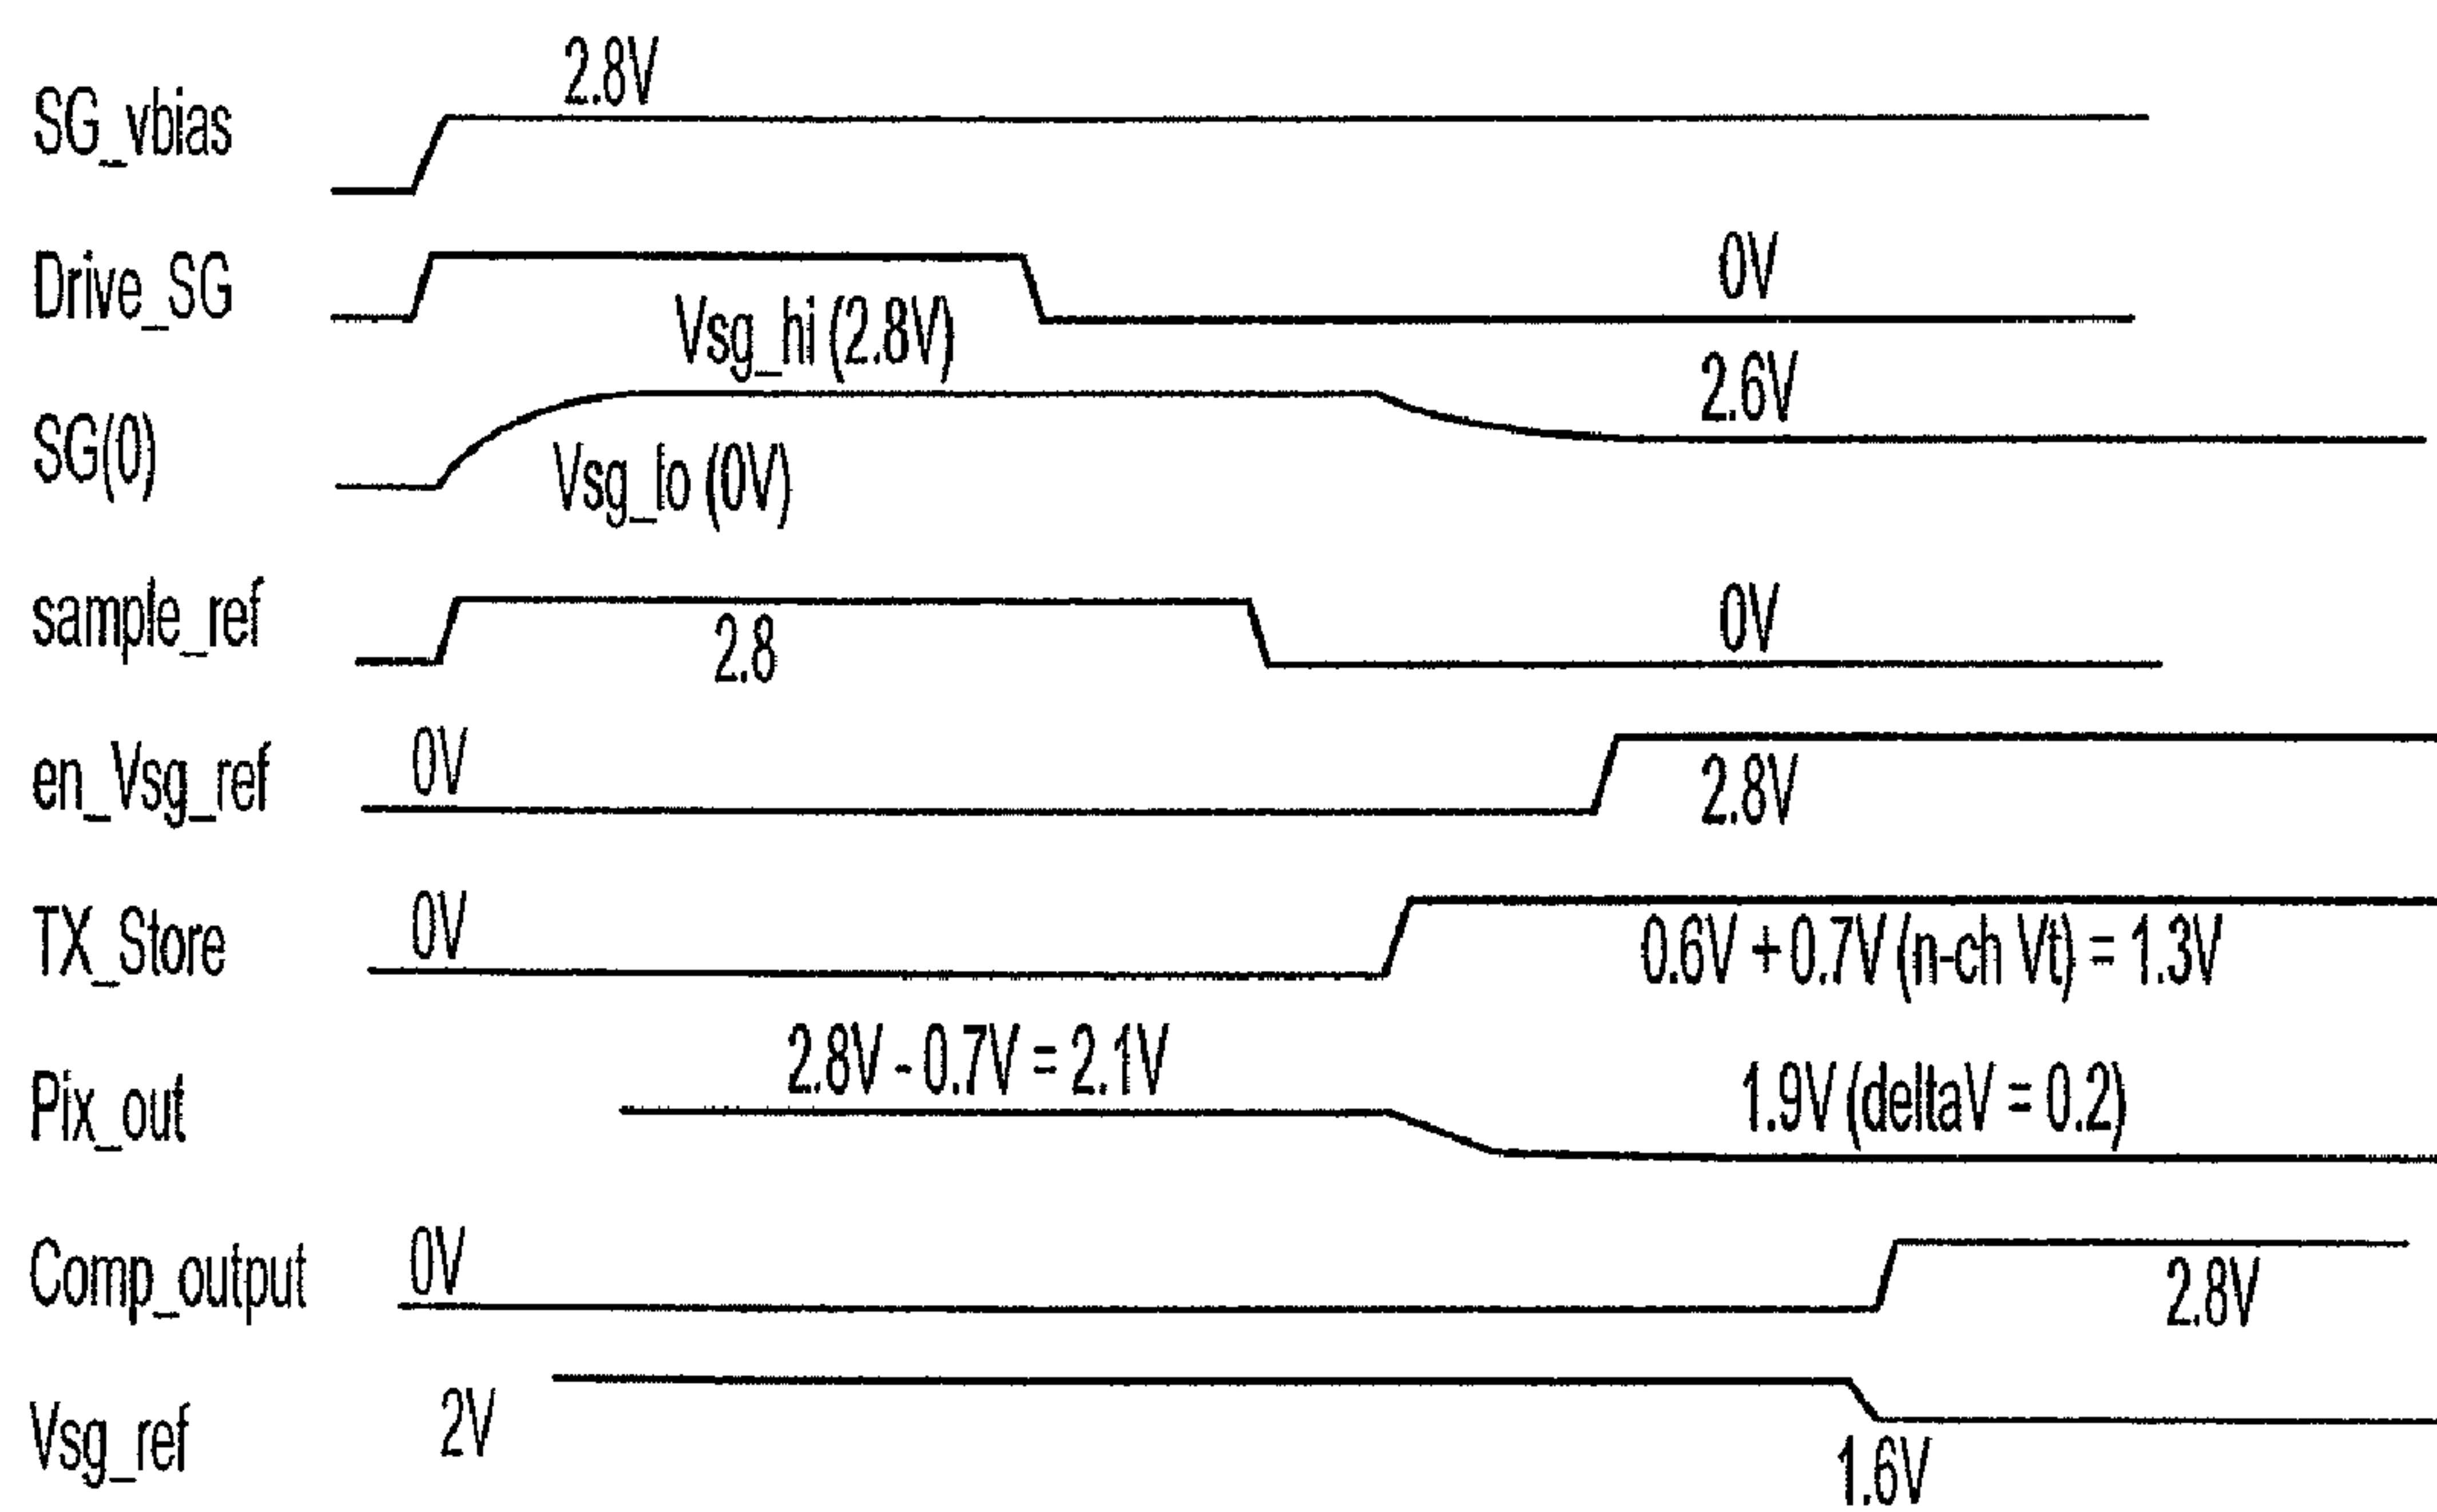 2.8V
SG_vbias
Drive_SG
0V
Vsg_hi (2.8V)
2.6V
SG(0)
Vsg_lo (0V)
sample_ref
2.8
0V
en_Vsg_ref
0V
2.8V
TX_Store
0V
0.6V + 0.7V (n-ch Vt) = 1.3V
2.8V - 0.7V = 2.1V
Pix_out
1.9V (deltaV = 0.2)
Comp_output
0V
2.8V
Vsg_ref
2V
1.6V